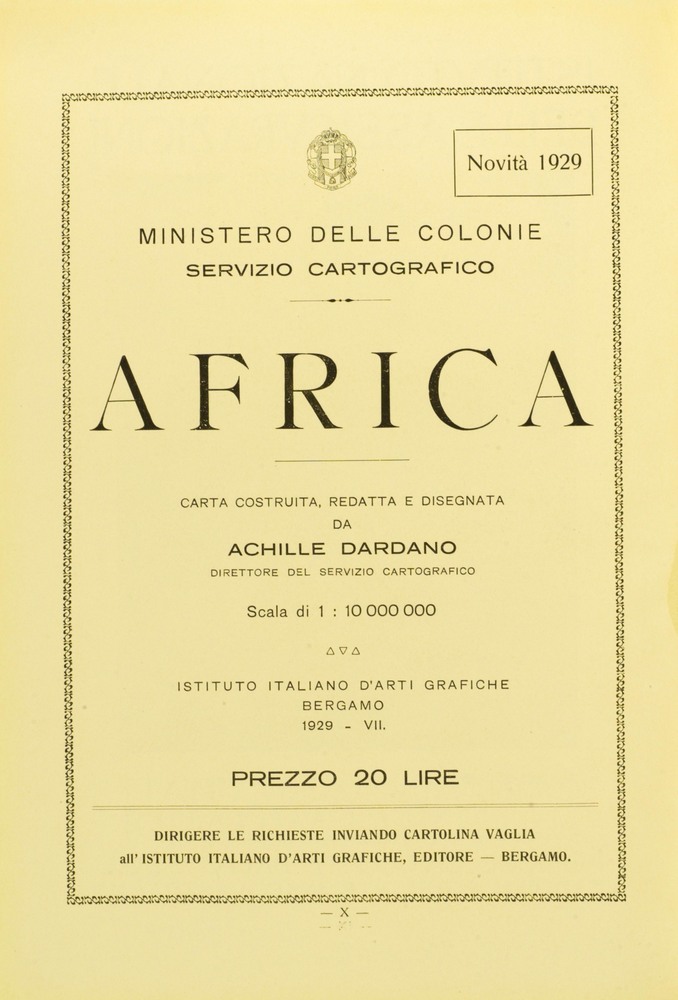 Novità 1929
MINISTERO DELLE COLONIE
SERVIZIO CARTOGRAFICO
AFRICA
CARTA COSTRUITA, REDATTA E DISEGNATA
DA
ACHILLE DARDANO
DIRETTORE DEL SERVIZIO CARTOGRAFICO
Scala di 1 : 10 000 000
ISTITUTO ITALIANO D'ARTI GRAFICHE
BERGAMO
1929 - VII.
PREZZO 20 LIRE
DIRIGERE LE RICHIESTE INVIANDO CARTOLINA VAGLIA
all' ISTITUTO ITALIANO D'ARTI GRAFICHE, EDITORE — BERGAMO.
— X —